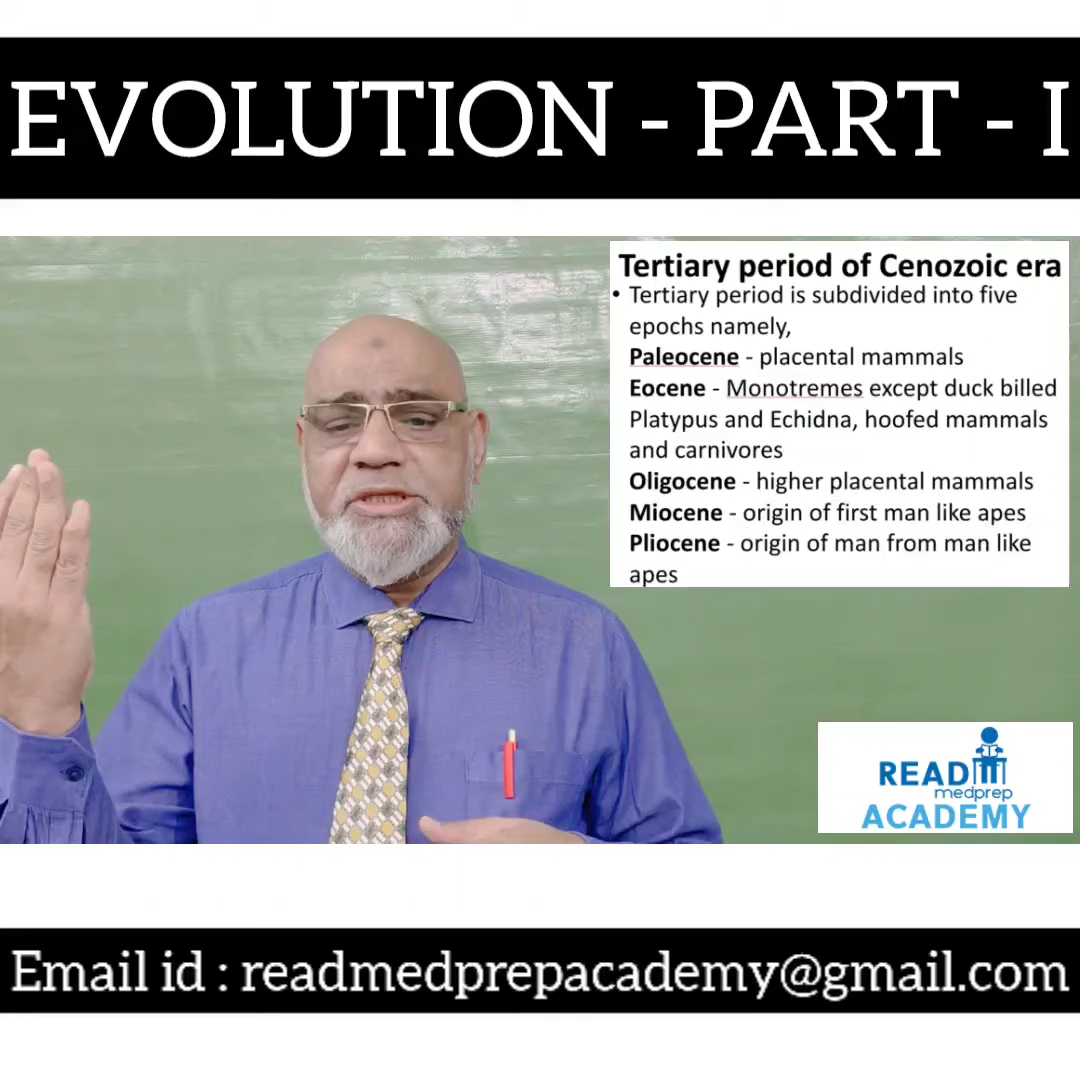 EVOLUTION - PART - I
Tertiary period of Cenozoic era
• Tertiary period is subdivided into five
epochs namely,
Paleocene - placental mammals
Eocene - Monotremes except duck billed
Platypus and Echidna, hoofed mammals
and carnivores
Oligocene - higher placental mammals
Miocene - origin of first man like apes
Pliocene - origin of man from man like
apes
READ
medprep
ACADEMY
Email id : readmedprepacademy@gmail.com